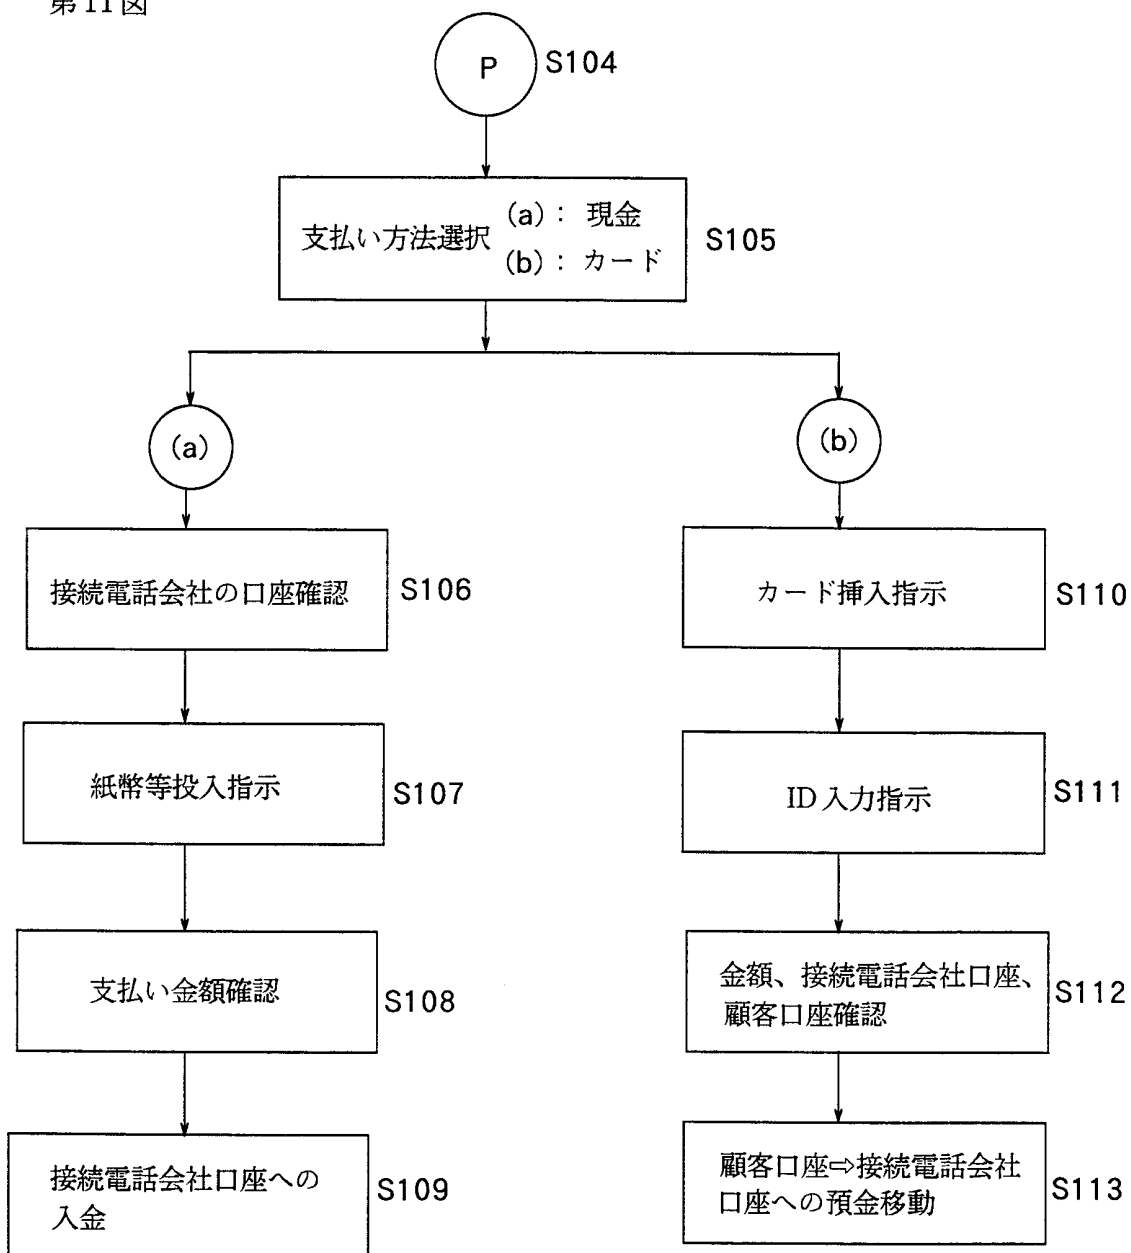 第11図
P
S104
支払い方法選択
(a): 現金
(b): カード
S105
(a)
(b)
接続電話会社の口座確認
S106
カード挿入指示
S110
紙幣等投入指示
S107
ID入力指示
S111
支払い金額確認
S108
金額、接続電話会社口座、
顧客口座確認
S112
接続電話会社口座への
入金
S109
顧客口座⇨接続電話会社
口座への預金移動
S113